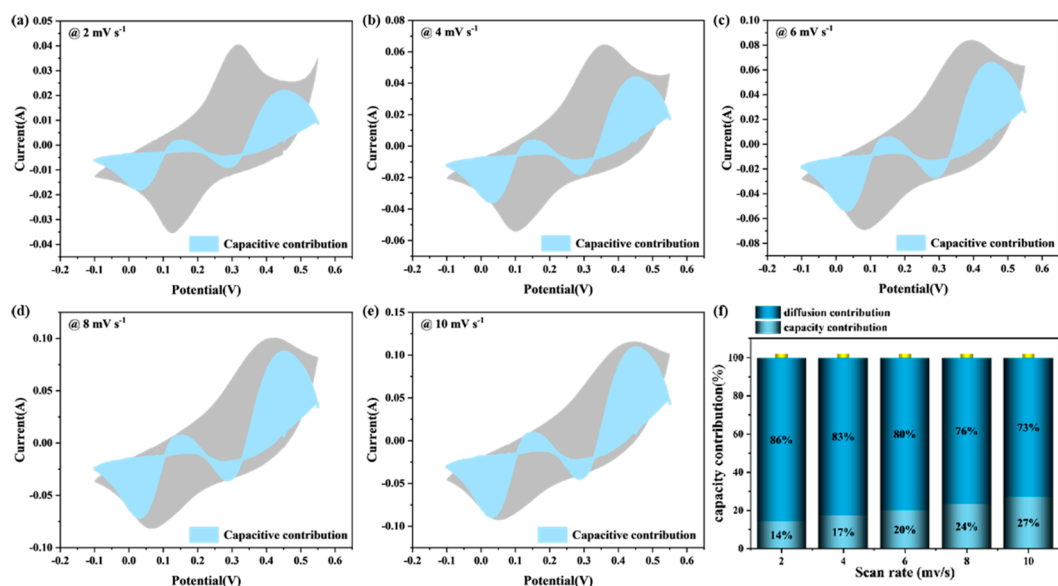 (a)
@ 2 mV s⁻¹
0.05
0.04
0.03
0.02
0.01
0.00
-0.01
-0.02
-0.03
-0.04
Current(A)
-0.2 -0.1 0.0 0.1 0.2 0.3 0.4 0.5 0.6
Potential(V)
Capacitive contribution
(b)
@ 4 mV s⁻¹
0.08
0.06
0.04
0.02
0.00
-0.02
-0.04
-0.06
Current(A)
-0.2 -0.1 0.0 0.1 0.2 0.3 0.4 0.5 0.6
Potential(V)
Capacitive contribution
(c)
@ 6 mV s⁻¹
0.10
0.08
0.06
0.04
0.02
0.00
-0.02
-0.04
-0.06
-0.08
Current(A)
-0.2 -0.1 0.0 0.1 0.2 0.3 0.4 0.5 0.6
Potential(V)
Capacitive contribution
(d)
@ 8 mV s⁻¹
0.10
0.05
0.00
-0.05
-0.10
Current(A)
-0.2 -0.1 0.0 0.1 0.2 0.3 0.4 0.5 0.6
Potential(V)
Capacitive contribution
(e)
@ 10 mV s⁻¹
0.15
0.10
0.05
0.00
-0.05
-0.10
Current(A)
-0.2 -0.1 0.0 0.1 0.2 0.3 0.4 0.5 0.6
Potential(V)
Capacitive contribution
(f)
diffusion contribution
capacity contribution
100
80
60
40
20
0
capacity contribution(%)
86% 83% 80% 76% 73%
14% 17% 20% 24% 27%
2 4 6 8 10
Scan rate (mv/s)